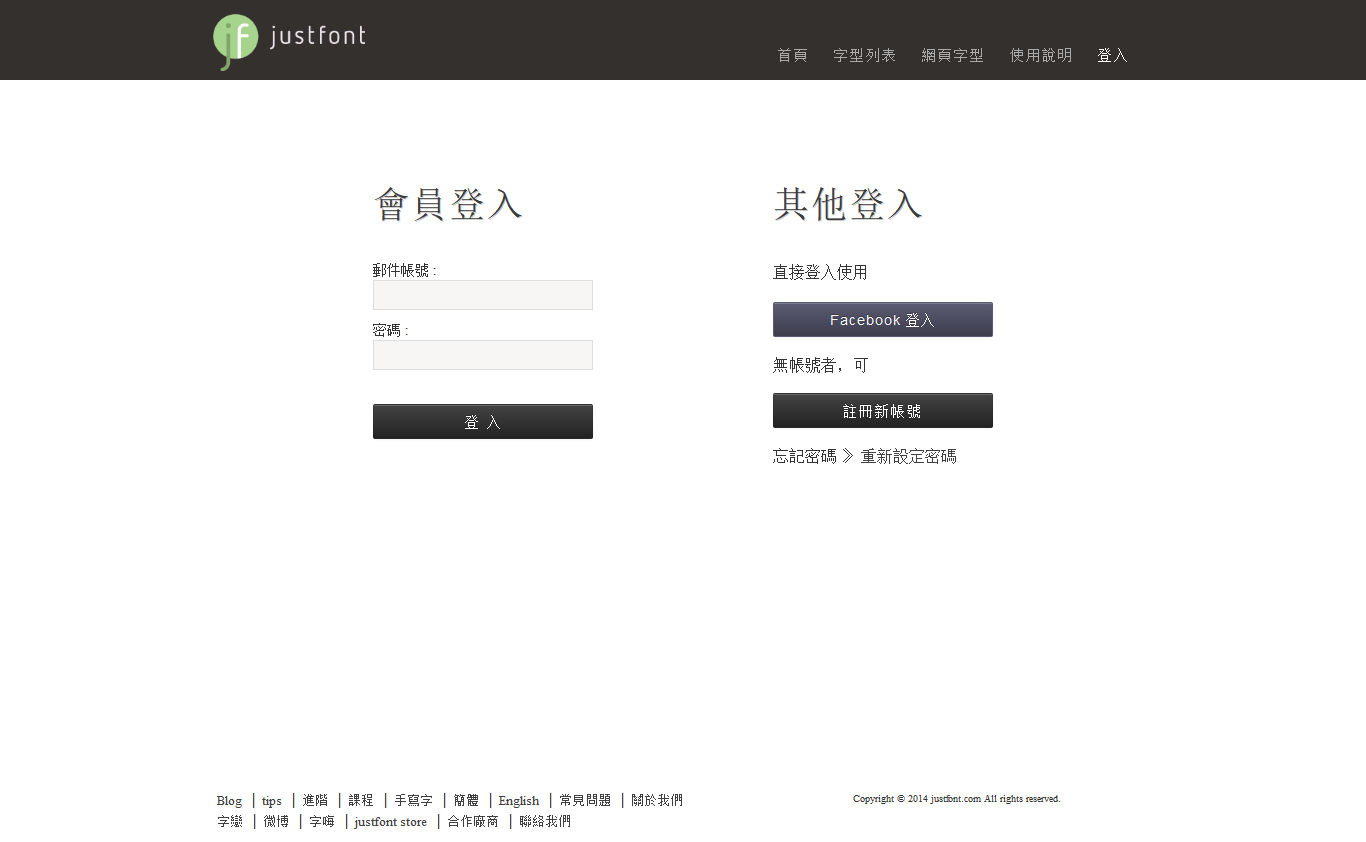 jf justfont
首頁 字型列表 網頁字型 使用說明 登入
會員登入
郵件帳號 :
密碼 :
登 入
其他登入
直接登入使用
Facebook 登入
無帳號者，可
註冊新帳號
忘記密碼 》 重新設定密碼
Blog | tips | 進階 | 課程 | 手寫字 | 簡體 | English | 常見問題 | 關於我們
字戀 | 微博 | 字嗨 | justfont store | 合作廠商 | 聯絡我們
Copyright © 2014 justfont.com All rights reserved.